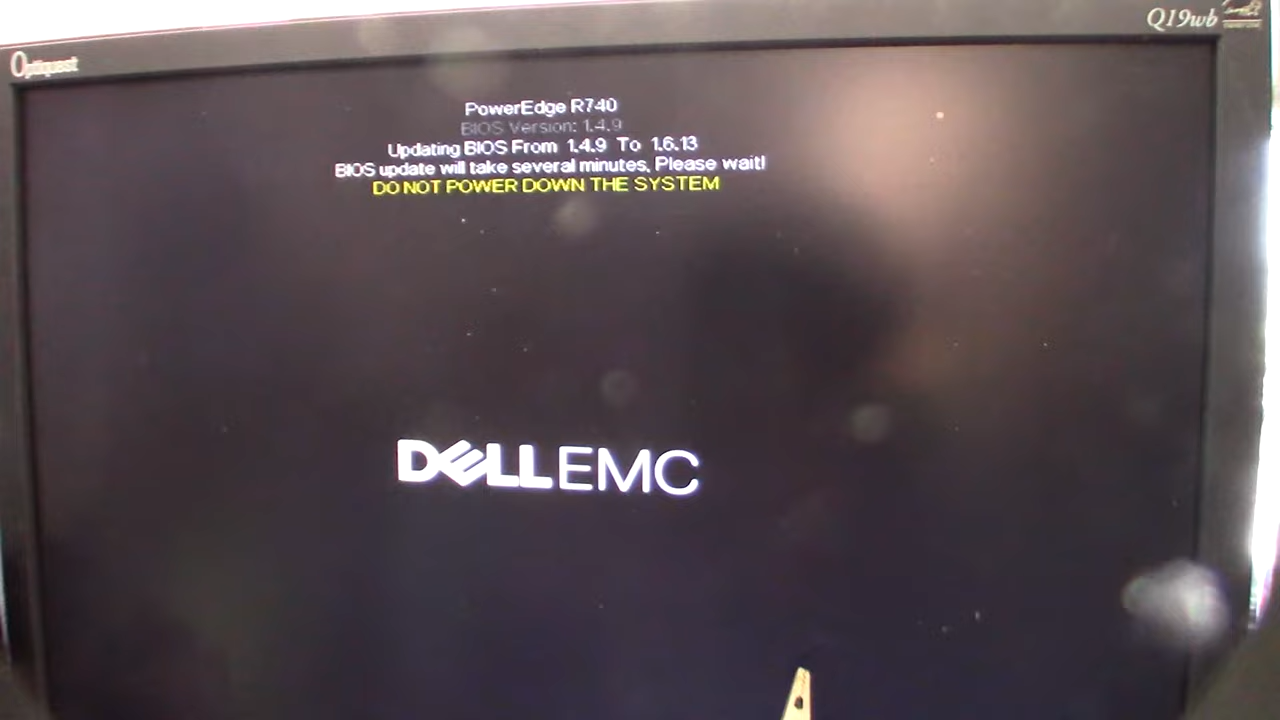 Optiquest
Q19wb
PowerEdge R740
BIOS Version: 1.4.9
Updating BIOS From 1.4.9 To 1.6.13
BIOS update will take several minutes, Please wait!
DO NOT POWER DOWN THE SYSTEM
DELLEMC